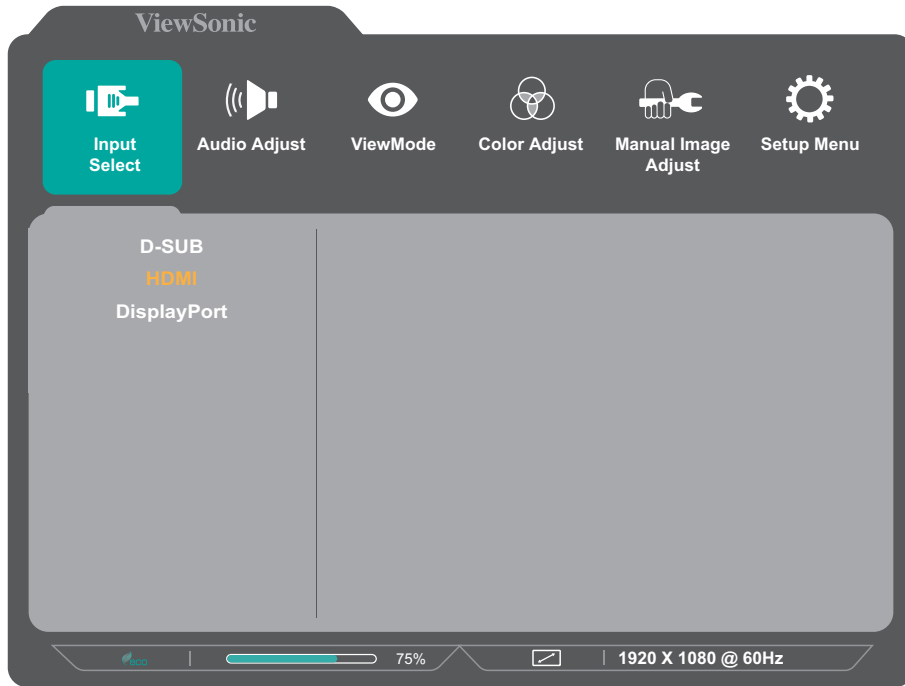 ViewSonic
Input
Select
Audio Adjust
ViewMode
Color Adjust
Manual Image
Adjust
Setup Menu
D-SUB
HDMI
DisplayPort
eco
75%
1920 X 1080 @ 60Hz